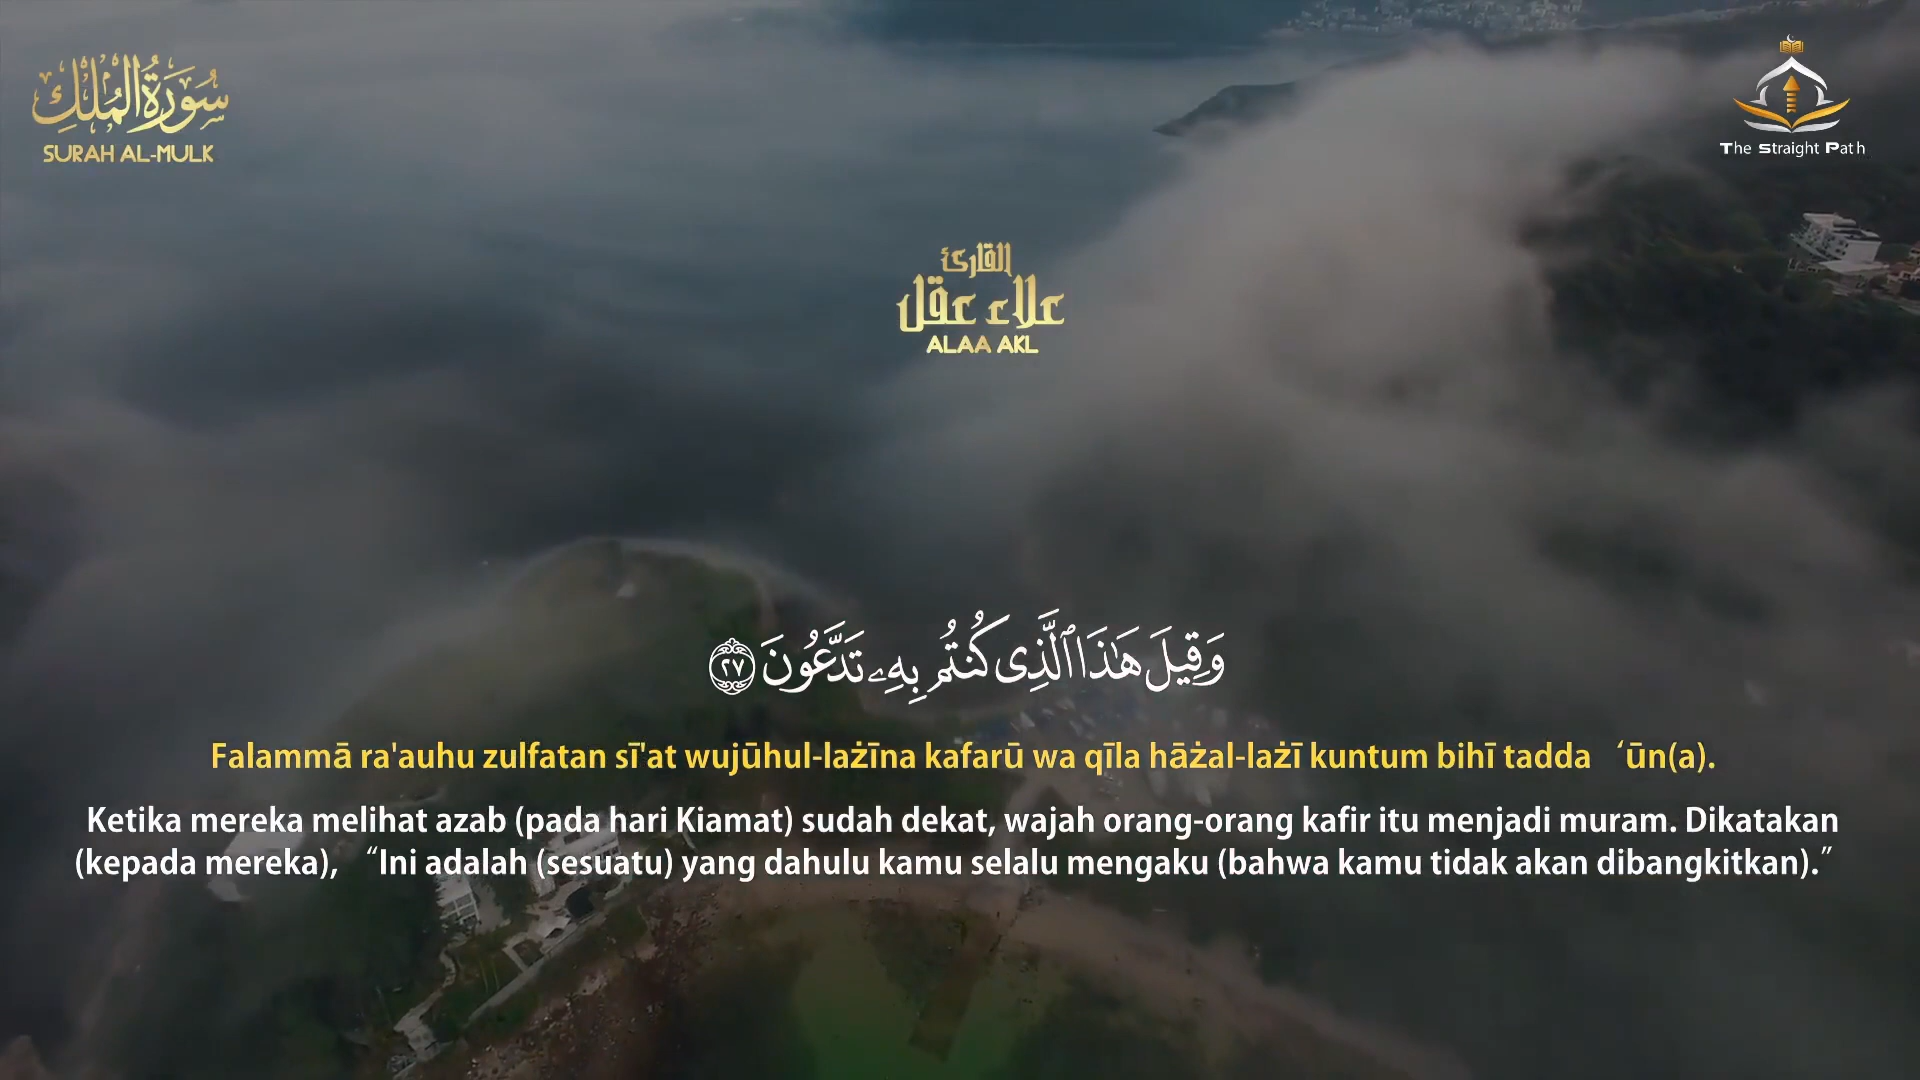 سُورَةُ الْمُلْكِ
SURAH AL-MULK
The Straight Path
القارئ
علاء عقل
ALAA AKL
وَقِيلَ هَٰذَا ٱلَّذِى كُنتُم بِهِۦ تَدَّعُونَ ٢٧
Falammā ra'auhu zulfatan sī'at wujūhul-lażīna kafarū wa qīla hāżal-lażī kuntum bihī tadda ‘ūn(a).
Ketika mereka melihat azab (pada hari Kiamat) sudah dekat, wajah orang-orang kafir itu menjadi muram. Dikatakan
(kepada mereka), “Ini adalah (sesuatu) yang dahulu kamu selalu mengaku (bahwa kamu tidak akan dibangkitkan).”